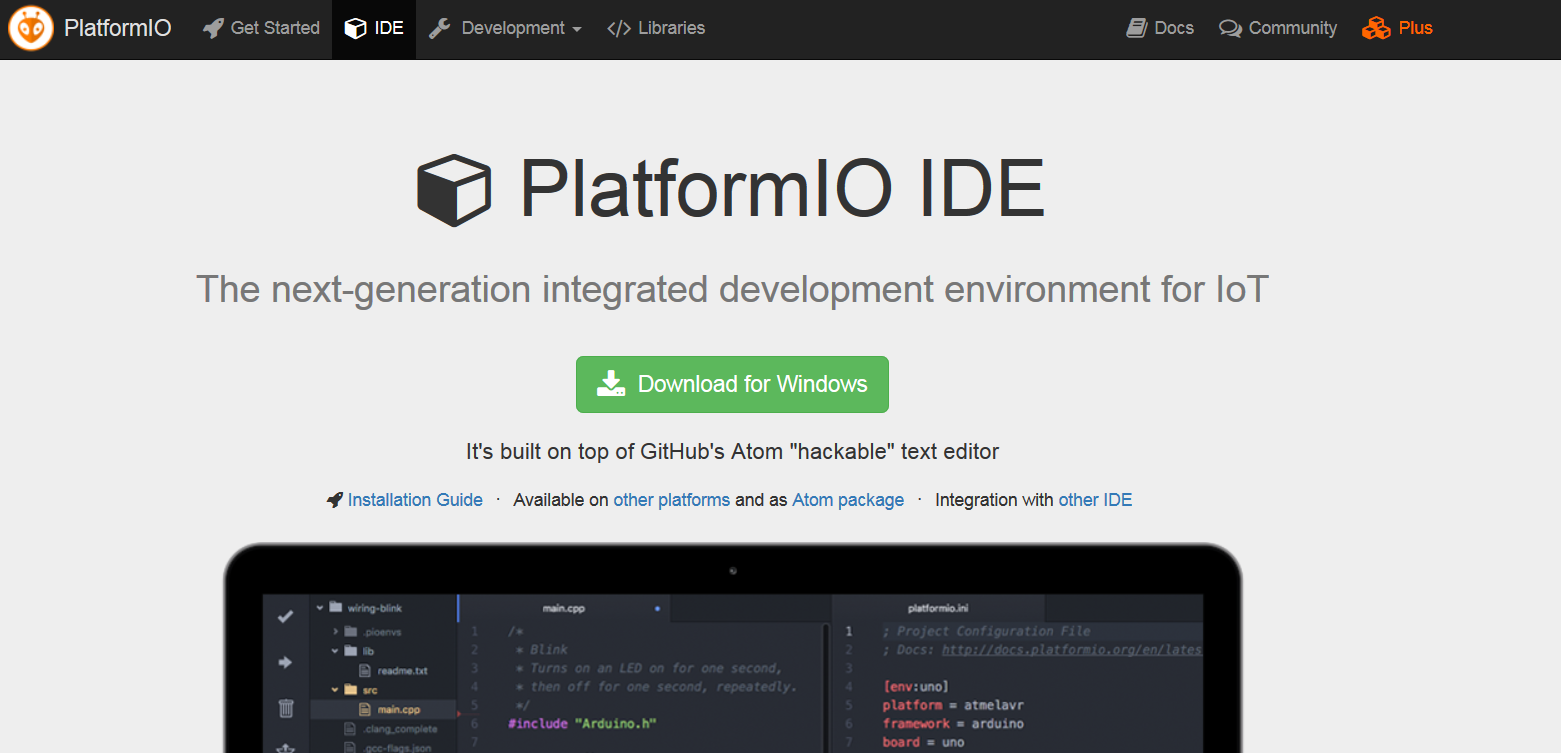 PlatformIO Get Started IDE Development </> Libraries Docs Community Plus
PlatformIO IDE
The next-generation integrated development environment for IoT
Download for Windows
It's built on top of GitHub's Atom "hackable" text editor
Installation Guide · Available on other platforms and as Atom package · Integration with other IDE
wiring-blink
.pioenvs
lib
readme.txt
src
main.cpp
.clang_complete
.gcc-flags.json
main.cpp
1 /*
2 * Blink
3 * Turns on an LED on for one second,
4 * then off for one second, repeatedly.
5 */
6 #include "Arduino.h"
7
platformio.ini
1 ; Project Configuration File
2 ; Docs: http://docs.platformio.org/en/lates
3
4 [env:uno]
5 platform = atmelavr
6 framework = arduino
7 board = uno